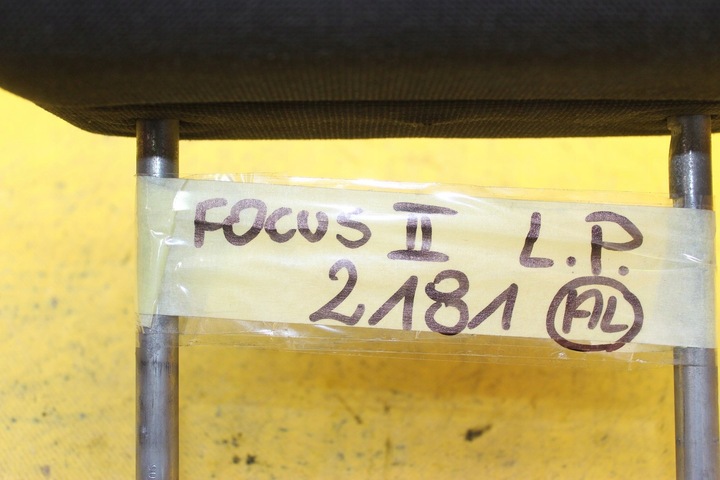 FOCUS II L.P.
2181 AL